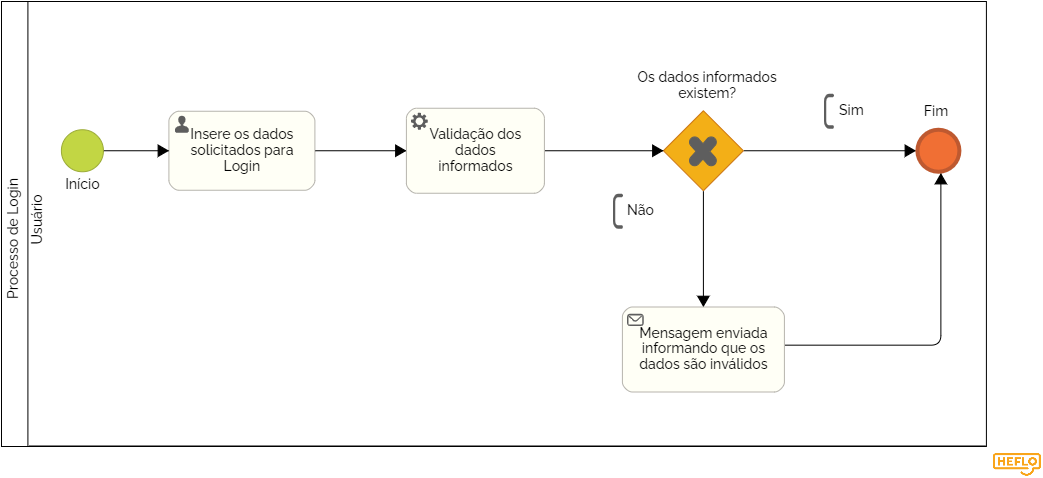 Processo de Login
Usuário
Início
Insere os dados
solicitados para
Login
Validação dos
dados
informados
Os dados informados
existem?
Sim
Fim
Não
Mensagem enviada
informando que os
dados são inválidos
HEFLO